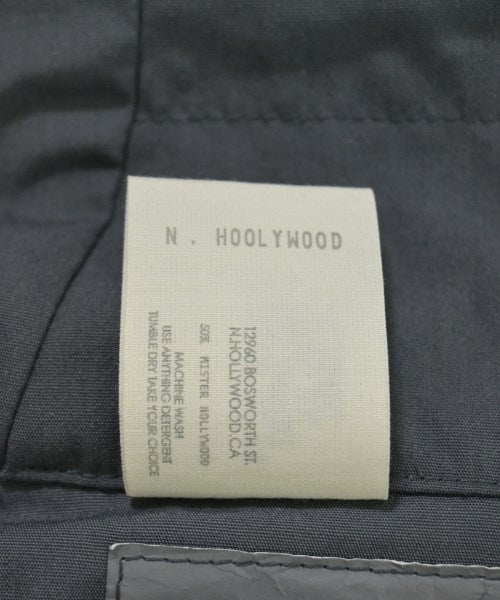 N. HOOLYWOOD
12960 BOSWORTH ST.
N.HOLLYWOOD.CA
50% MISTER HOLLYWOOD
MACHINE WASH
USE ANYTHING DETERGENT
TUMBLE DRY TAKE YOUR CHOICE